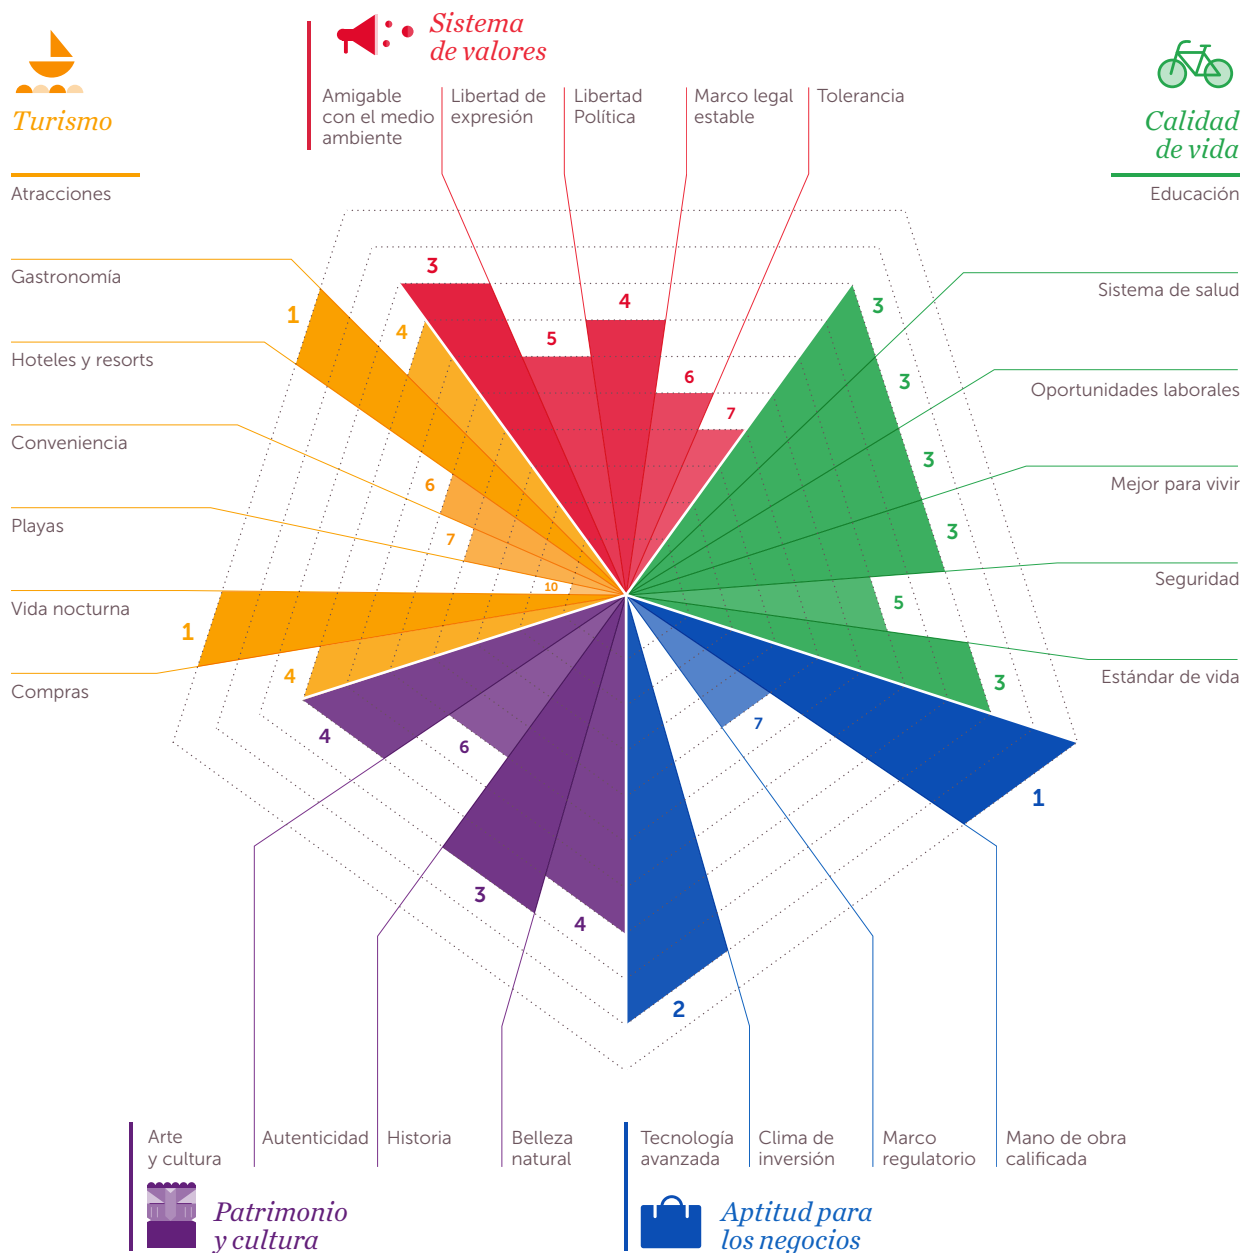 Sistema
de valores
Amigable
con el medio
ambiente
Libertad de
expresión
Libertad
Política
Marco legal
estable
Tolerancia
Turismo
Atracciones
Gastronomía
Hoteles y resorts
Conveniencia
Playas
Vida nocturna
Compras
Calidad
de vida
Educación
Sistema de salud
Oportunidades laborales
Mejor para vivir
Seguridad
Estándar de vida
3
5
4
6
7
3
3
3
3
5
3
4
1
6
7
10
1
4
4
6
3
4
2
7
1
Arte
y cultura
Autenticidad
Historia
Belleza
natural
Patrimonio
y cultura
Tecnología
avanzada
Clima de
inversión
Marco
regulatorio
Mano de obra
calificada
Aptitud para
los negocios